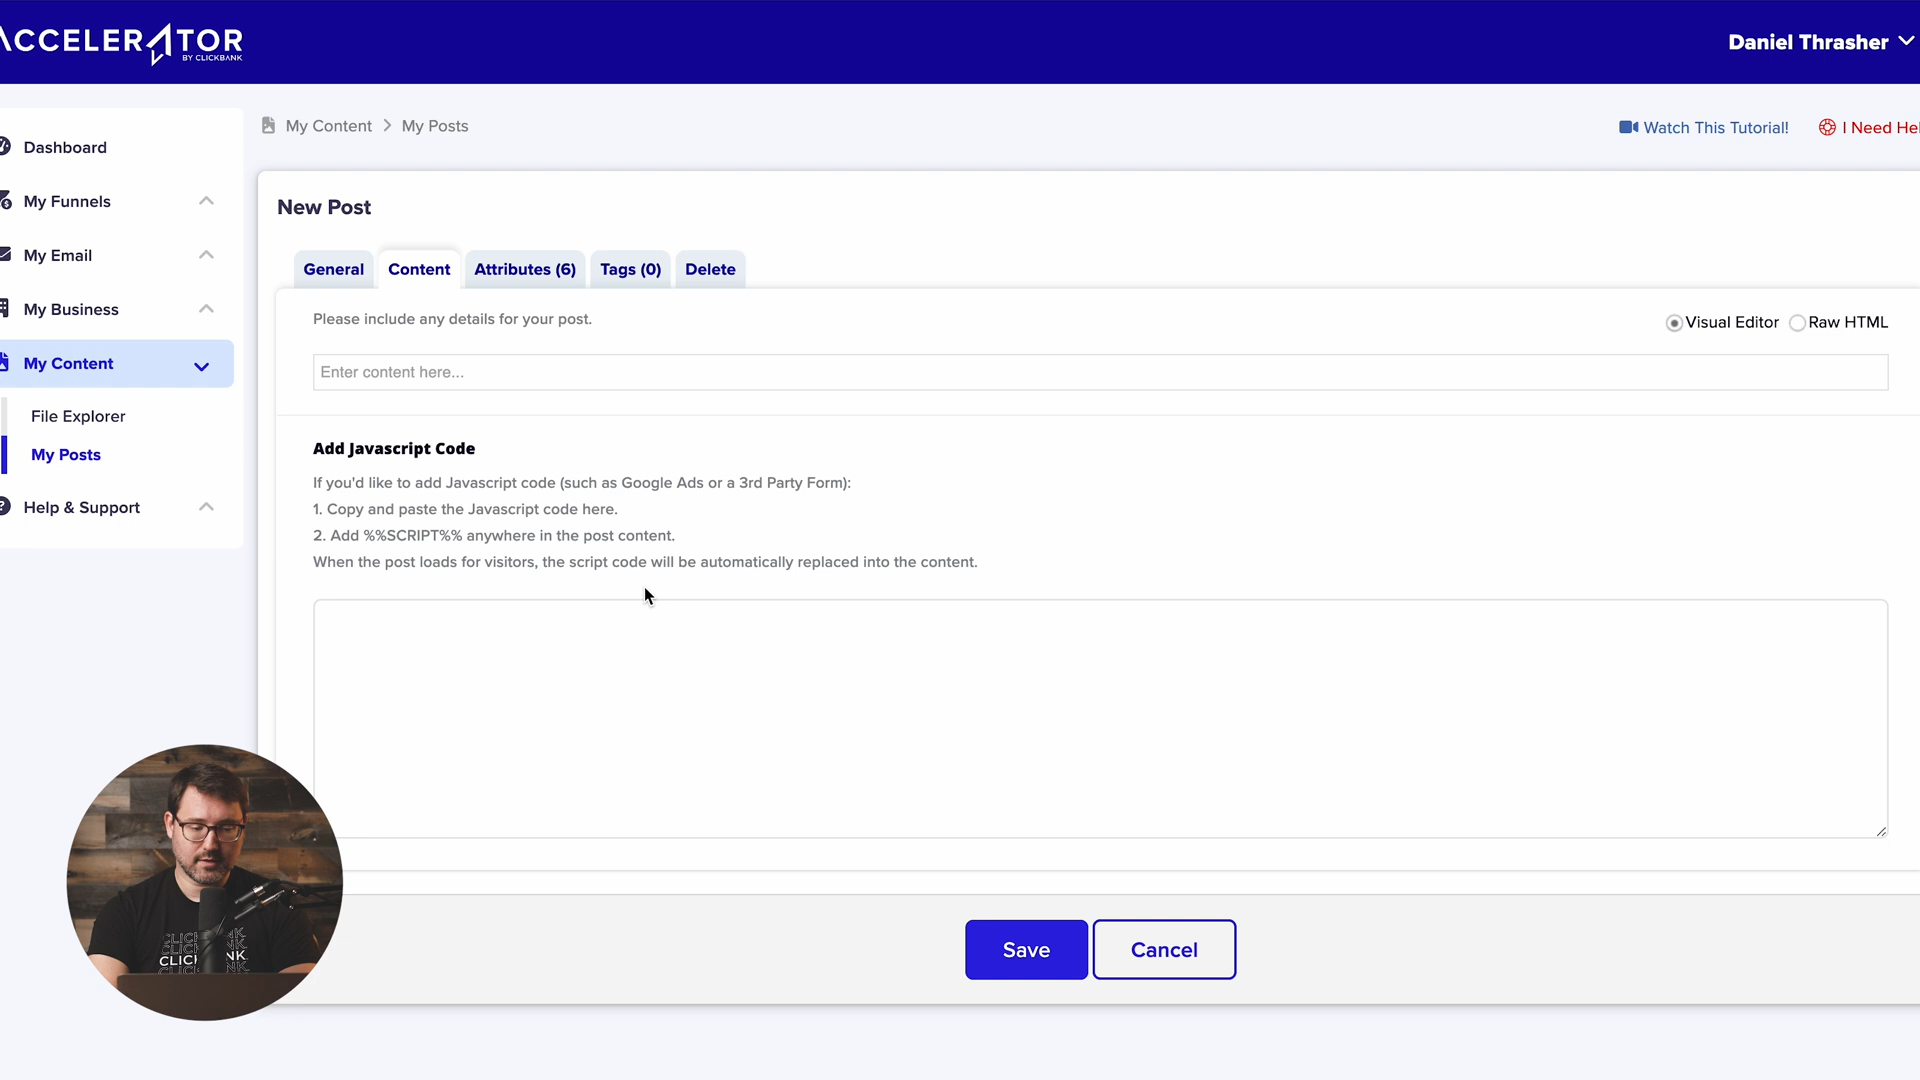 ACCELERATOR
BY CLICKBANK
Daniel Thrasher
Dashboard
My Funnels
My Email
My Business
My Content
File Explorer
My Posts
Help & Support
My Content > My Posts
Watch This Tutorial!
I Need Hel
New Post
General
Content
Attributes (6)
Tags (0)
Delete
Please include any details for your post.
Visual Editor
Raw HTML
Enter content here...
Add Javascript Code
If you'd like to add Javascript code (such as Google Ads or a 3rd Party Form):
1. Copy and paste the Javascript code here.
2. Add %%SCRIPT%% anywhere in the post content.
When the post loads for visitors, the script code will be automatically replaced into the content.
Save
Cancel